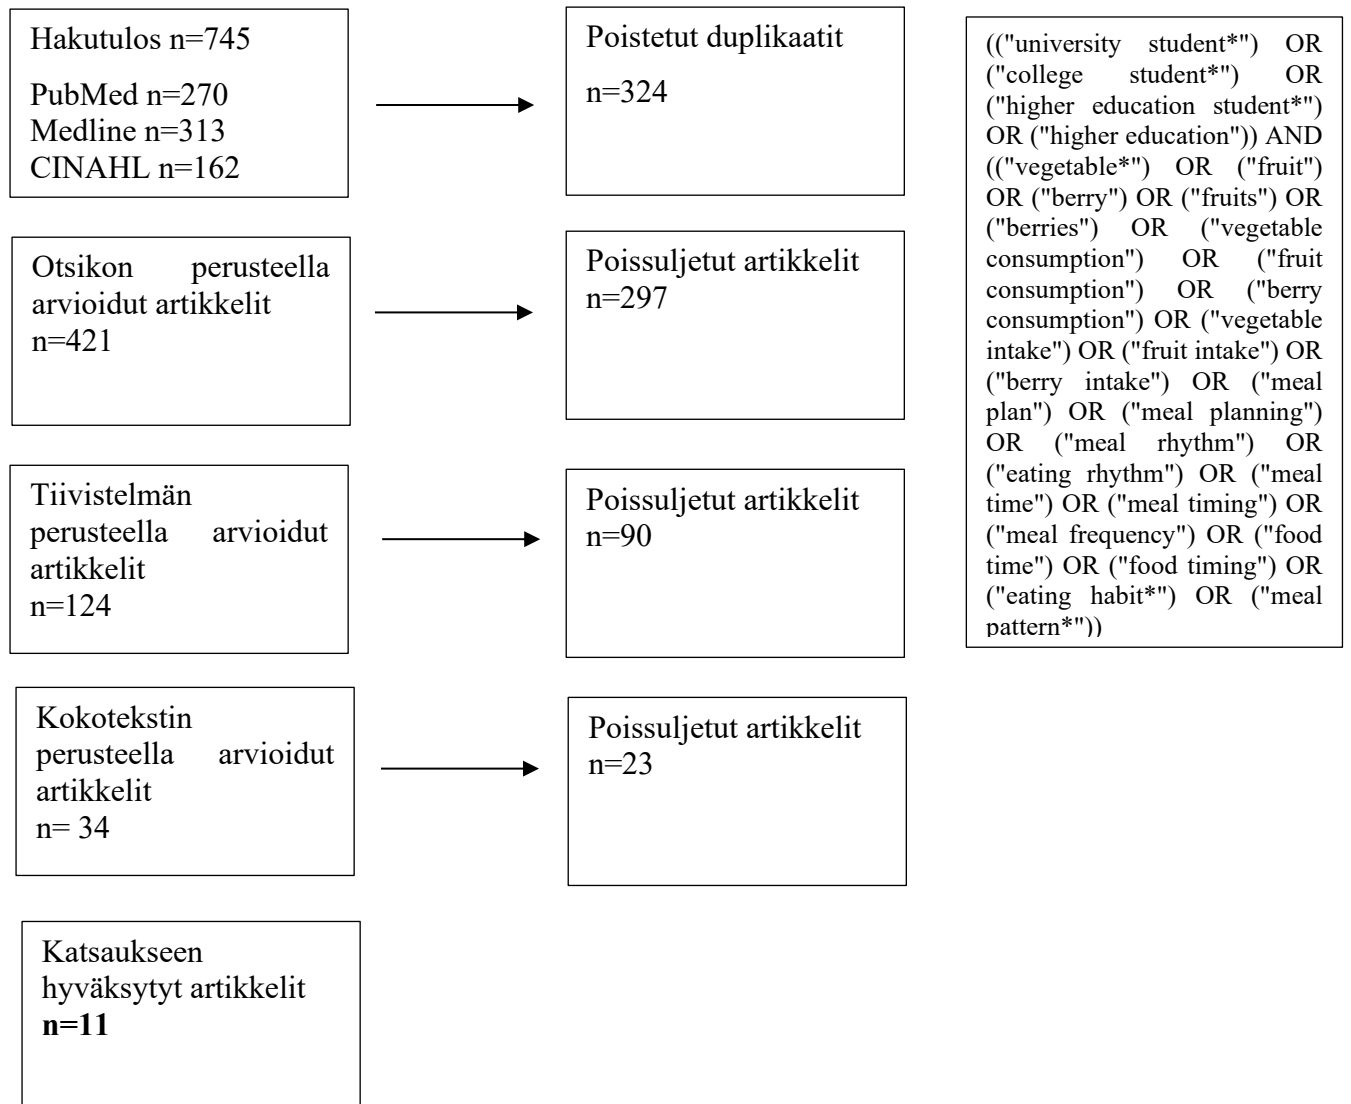 Hakutulos n=745
PubMed n=270
Medline n=313
CINAHL n=162
Poistetut duplikaatit
n=324
Otsikon perusteella
arvioidut artikkelit
n=421
Poissuljetut artikkelit
n=297
Tiivistelmän
perusteella arvioidut
artikkelit
n=124
Poissuljetut artikkelit
n=90
Kokotekstin
perusteella arvioidut
artikkelit
n= 34
Poissuljetut artikkelit
n=23
Katsaukseen
hyväksytyt artikkelit
n=11
(("university student*") OR
("college student*") OR
("higher education student*")
OR ("higher education")) AND
(("vegetable*") OR ("fruit")
OR ("berry") OR ("fruits") OR
("berries") OR ("vegetable
consumption") OR ("fruit
consumption") OR ("berry
consumption") OR ("vegetable
intake") OR ("fruit intake") OR
("berry intake") OR ("meal
plan") OR ("meal planning")
OR ("meal rhythm") OR
("eating rhythm") OR ("meal
time") OR ("meal timing") OR
("meal frequency") OR ("food
time") OR ("food timing") OR
("eating habit*") OR ("meal
pattern*"))